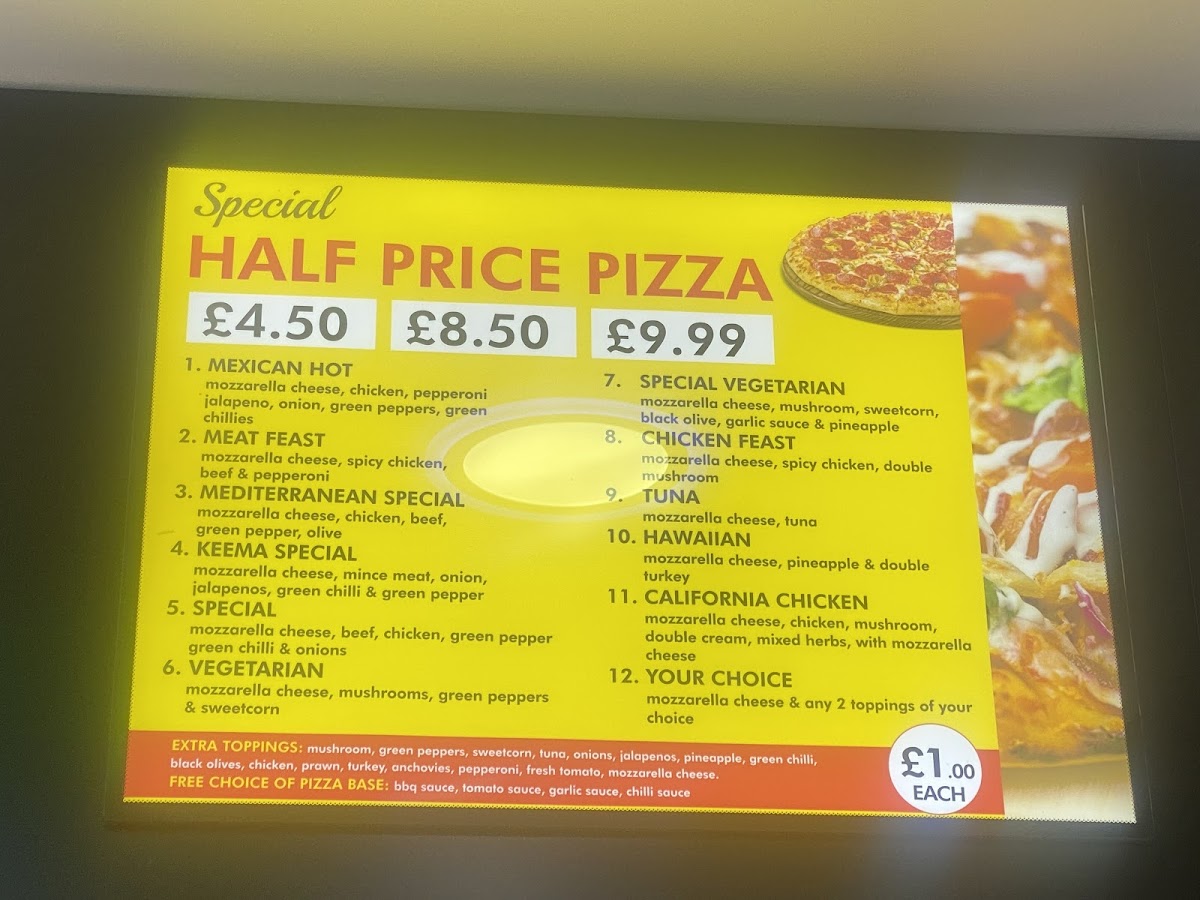 Special
HALF PRICE PIZZA
£4.50 £8.50 £9.99
1. MEXICAN HOT
mozzarella cheese, chicken, pepperoni
jalapeno, onion, green peppers, green
chillies
2. MEAT FEAST
mozzarella cheese, spicy chicken,
beef & pepperoni
3. MEDITERRANEAN SPECIAL
mozzarella cheese, chicken, beef,
green pepper, olive
4. KEEMA SPECIAL
mozzarella cheese, mince meat, onion,
jalapenos, green chilli & green pepper
5. SPECIAL
mozzarella cheese, beef, chicken, green pepper
green chilli & onions
6. VEGETARIAN
mozzarella cheese, mushrooms, green peppers
& sweetcorn
7. SPECIAL VEGETARIAN
mozzarella cheese, mushroom, sweetcorn,
black olive, garlic sauce & pineapple
8. CHICKEN FEAST
mozzarella cheese, spicy chicken, double
mushroom
9. TUNA
mozzarella cheese, tuna
10. HAWAIIAN
mozzarella cheese, pineapple & double
turkey
11. CALIFORNIA CHICKEN
mozzarella cheese, chicken, mushroom,
double cream, mixed herbs, with mozzarella
cheese
12. YOUR CHOICE
mozzarella cheese & any 2 toppings of your
choice
EXTRA TOPPINGS: mushroom, green peppers, sweetcorn, tuna, onions, jalapenos, pineapple, green chilli,
black olives, chicken, prawn, turkey, anchovies, pepperoni, fresh tomato, mozzarella cheese.
FREE CHOICE OF PIZZA BASE: bbq sauce, tomato sauce, garlic sauce, chilli sauce
£1.00
EACH